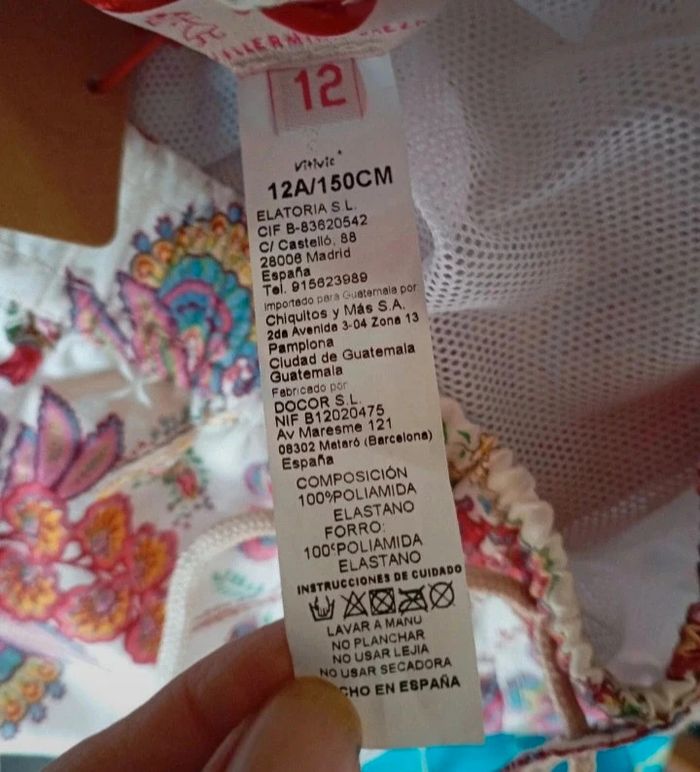 12
Vitivic
12A/150CM
ELATORIA S.L.
CIF B-83620542
C/ Castelló, 88
28006 Madrid
España
Tel. 915623989
Importado para Guatemala por:
Chiquitos y Más S.A.
2da Avenida 3-04 Zona 13
Pamplona
Ciudad de Guatemala
Guatemala
Fabricado por
DOCOR S.L.
NIF B12020475
Av Maresme 121
08302 Mataró (Barcelona)
España
COMPOSICIÓN
100%POLIAMIDA
ELASTANO
FORRO:
100%POLIAMIDA
ELASTANO
INSTRUCCIONES DE CUIDADO
LAVAR A MANO
NO PLANCHAR
NO USAR LEJIA
NO USAR SECADORA
CHO EN ESPAÑA